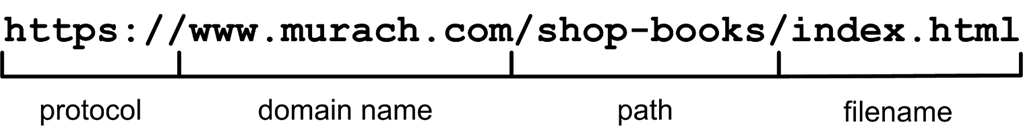 https://www.murach.com/shop-books/index.html
protocol domain name path filename